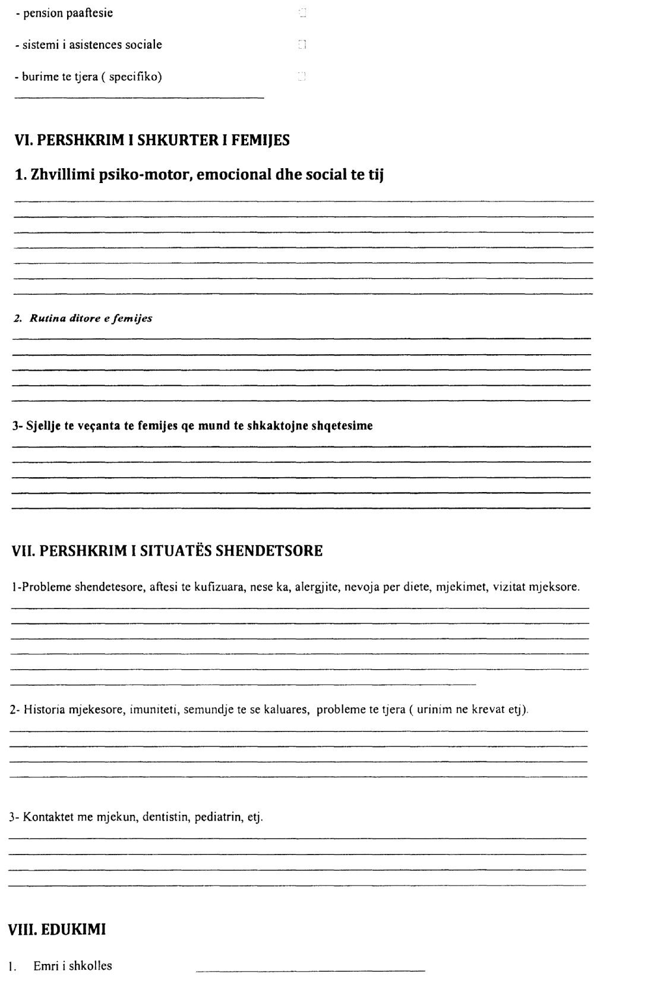 - pension paaftesie
- sistemi i asistences sociale
- burime te tjera ( specifiko)
VI. PERSHKRIM I SHKURTER I FEMIJES
1. Zhvillimi psiko-motor, emocional dhe social te tij
2. Rutina ditore e femijes
3- Sjellje te veçanta te femijes qe mund te shkaktojne shqetesime
VII. PERSHKRIM I SITUATËS SHENDETSORE
1-Probleme shendetesore, aftesi te kufizuara, nese ka, alergjite, nevoja per diete, mjekimet, vizitat mjeksore.
2- Historia mjekesore, imuniteti, semundje te se kaluares, probleme te tjera ( urinim ne krevat etj).
3- Kontaktet me mjekun, dentistin, pediatrin, etj.
VIII. EDUKIMI
1. Emri i shkolles